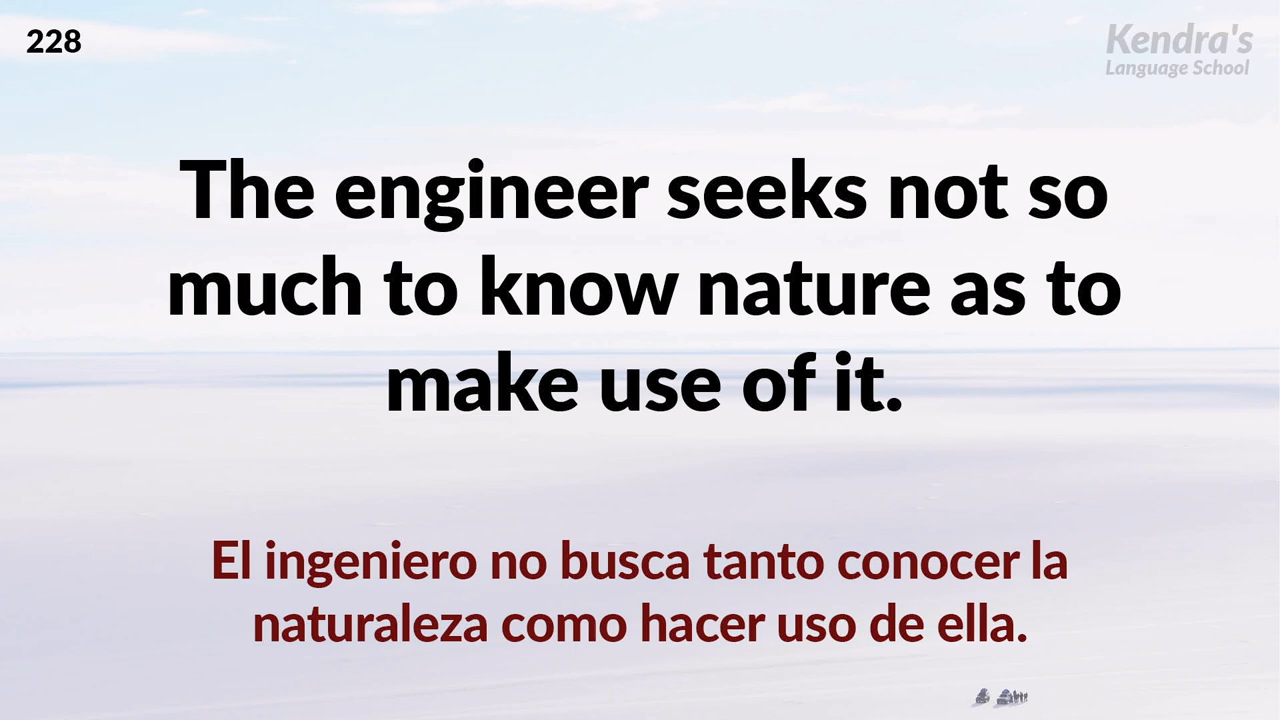 228
Kendra's
Language School
The engineer seeks not so
much to know nature as to
make use of it.
El ingeniero no busca tanto conocer la
naturaleza como hacer uso de ella.